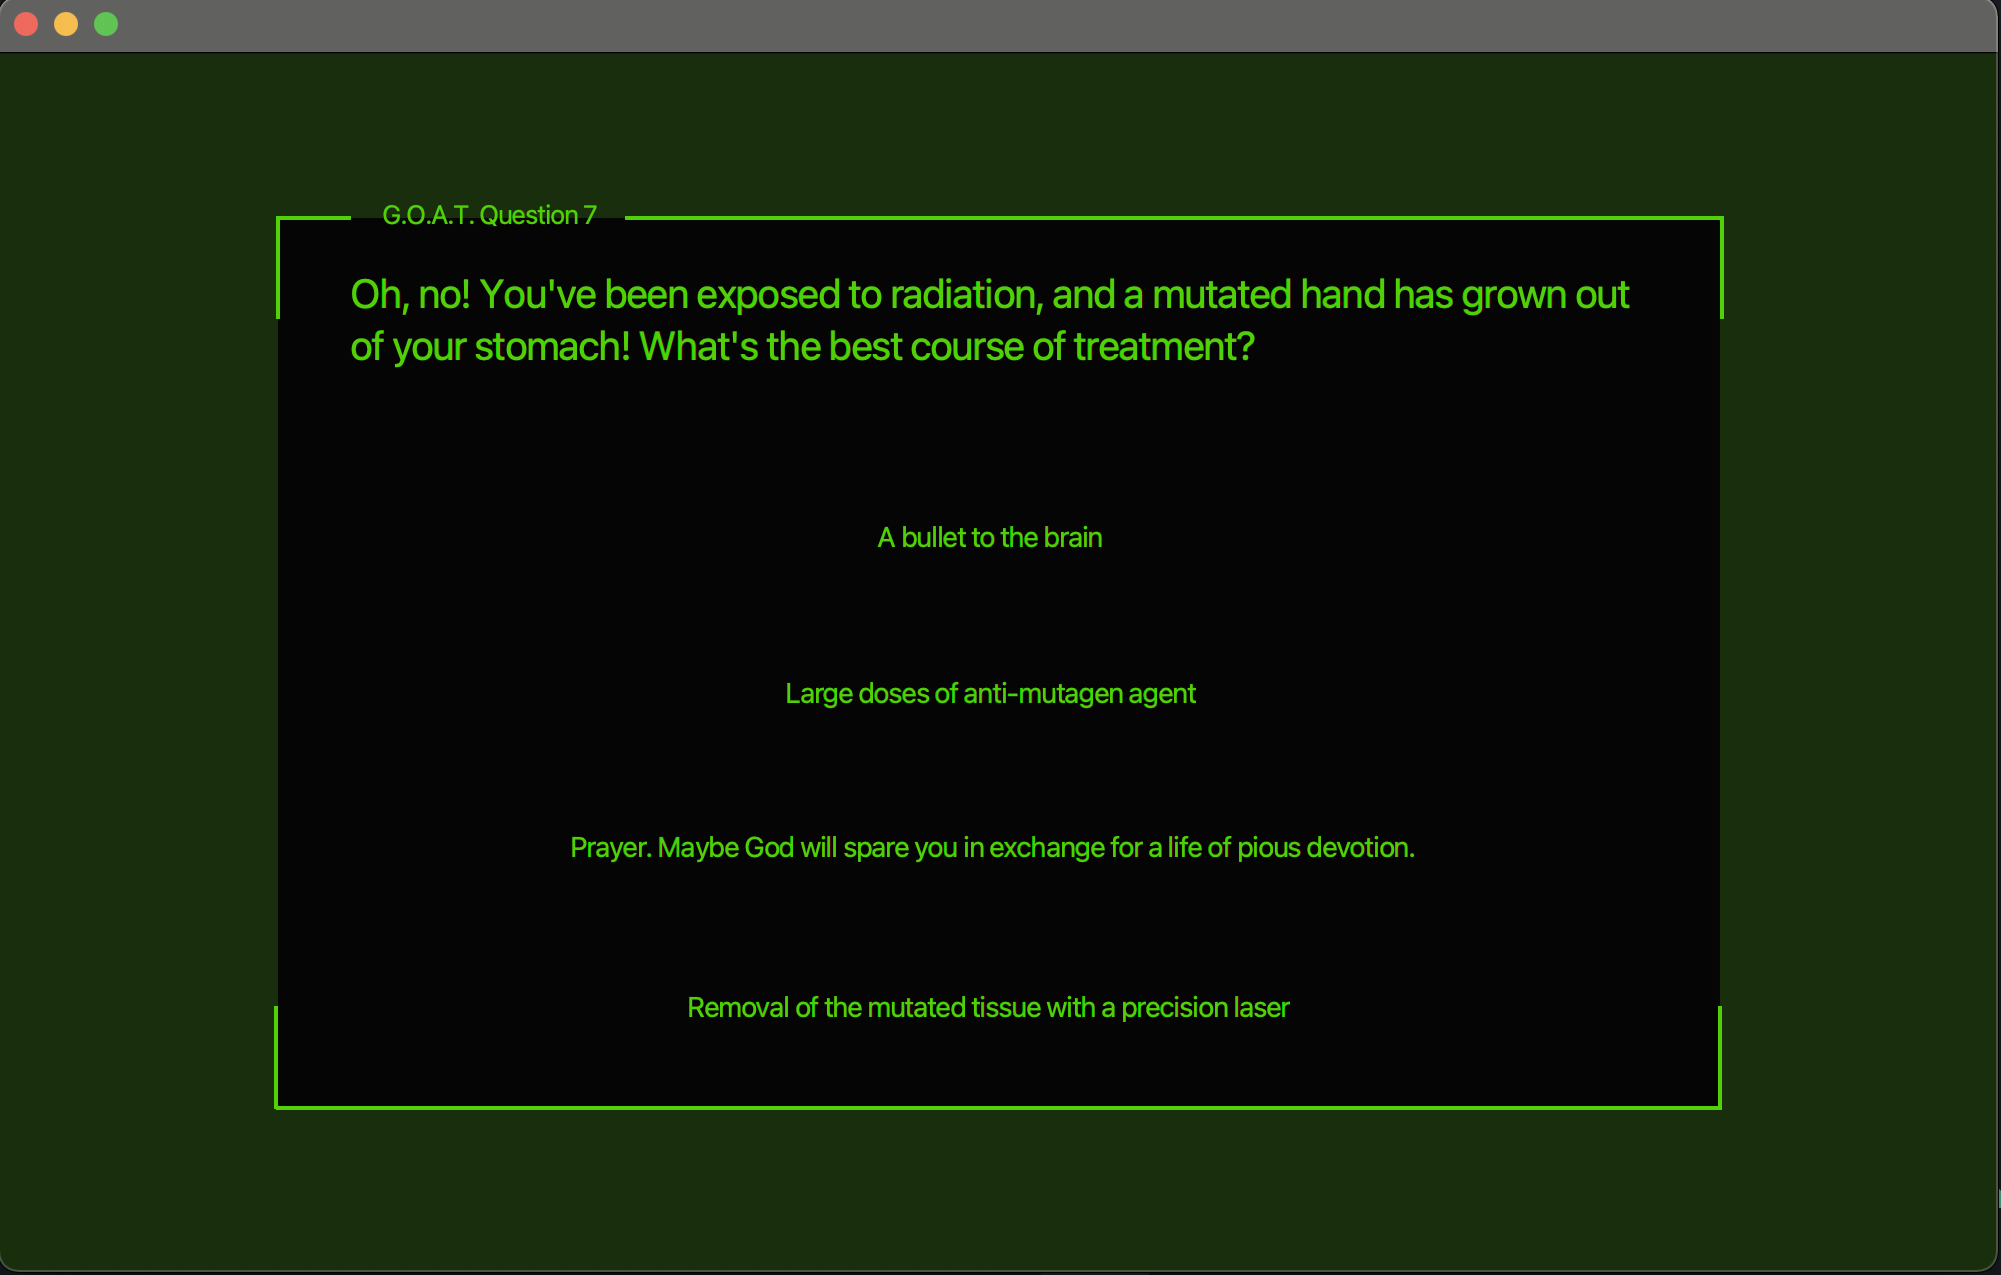 G.O.A.T. Question 7
Oh, no! You've been exposed to radiation, and a mutated hand has grown out
of your stomach! What's the best course of treatment?
A bullet to the brain
Large doses of anti-mutagen agent
Prayer. Maybe God will spare you in exchange for a life of pious devotion.
Removal of the mutated tissue with a precision laser